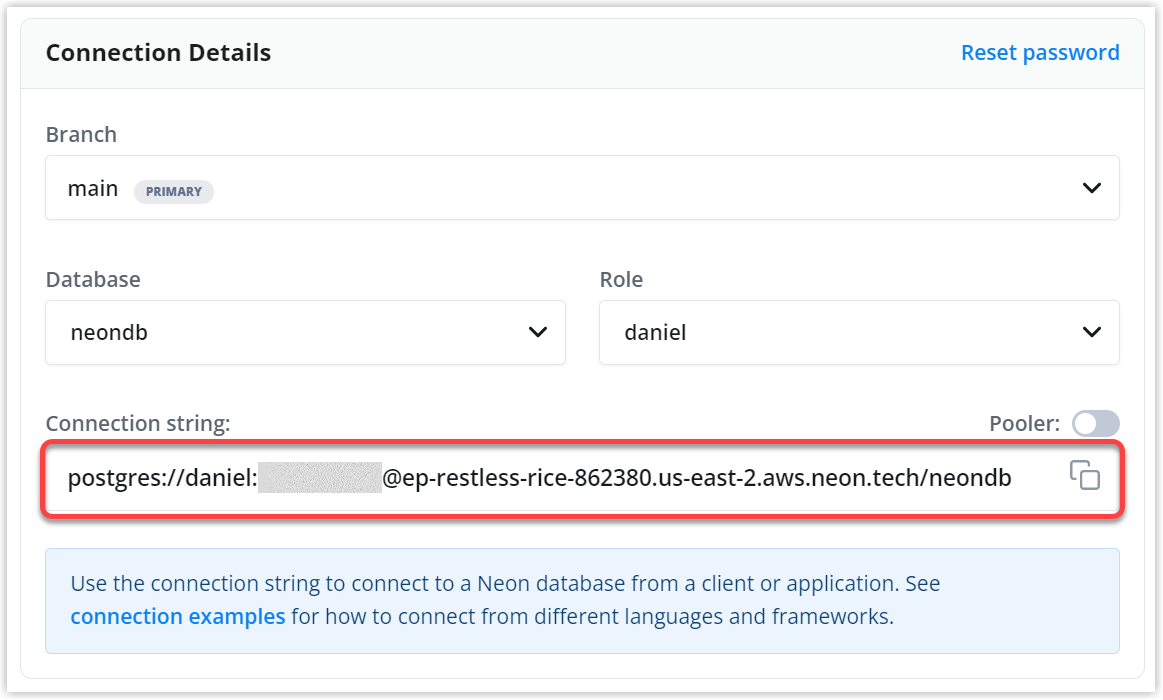 Connection Details
Reset password
Branch
main PRIMARY
Database
Role
neondb
daniel
Connection string:
Pooler:
postgres://daniel: @ep-restless-rice-862380.us-east-2.aws.neon.tech/neondb
Use the connection string to connect to a Neon database from a client or application. See
connection examples for how to connect from different languages and frameworks.